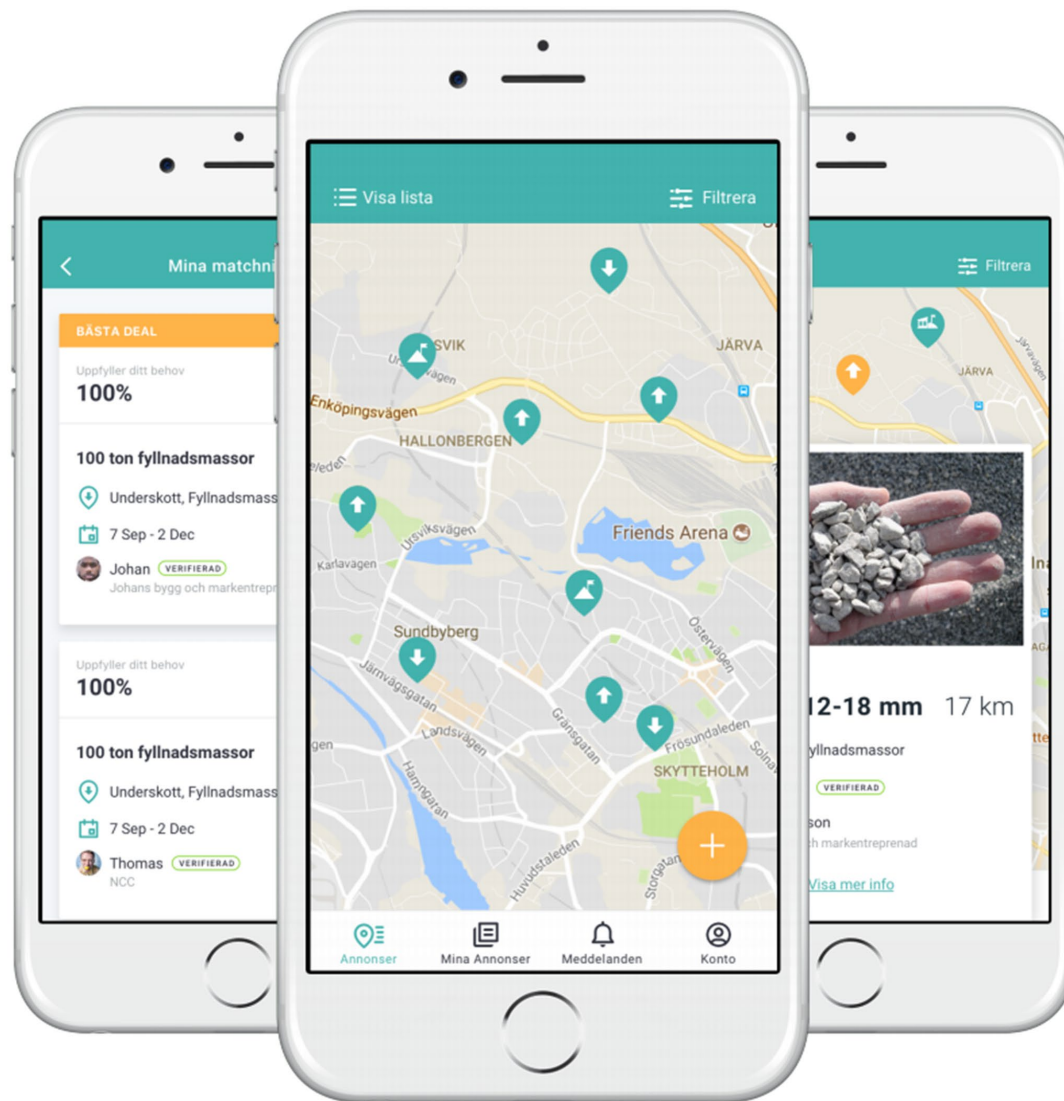 Mina matchni
BÄSTA DEAL
Uppfyller ditt behov
100%
100 ton fyllnadsmassor
Underskott, Fyllnadsmass
7 Sep - 2 Dec
Johan VERIFIERAD
Johans bygg och markentrepr
Uppfyller ditt behov
100%
100 ton fyllnadsmassor
Underskott, Fyllnadsmass
7 Sep - 2 Dec
Thomas VERIFIERAD
NCC
Visa lista
Filtrera
SVIK
JÄRVA
Enköpingsvägen
HALLONBERGEN
Ursviksvägen
Friends Arena
Karlavägen
Sundbyberg
Östervägen
Järnvägsgatan
Landsvägen
Gränsgatan
Frösundaleden
Solnav
SKYTTEHOLM
Hamngatan
Huvudstaleden
Storgatan
Annonser
Mina Annonser
Meddelanden
Konto
Filtrera
Järvavägen
JÄRVA
12-18 mm 17 km
yllnadsmassor
VERIFIERAD
son
ch markentreprenad
Visa mer info